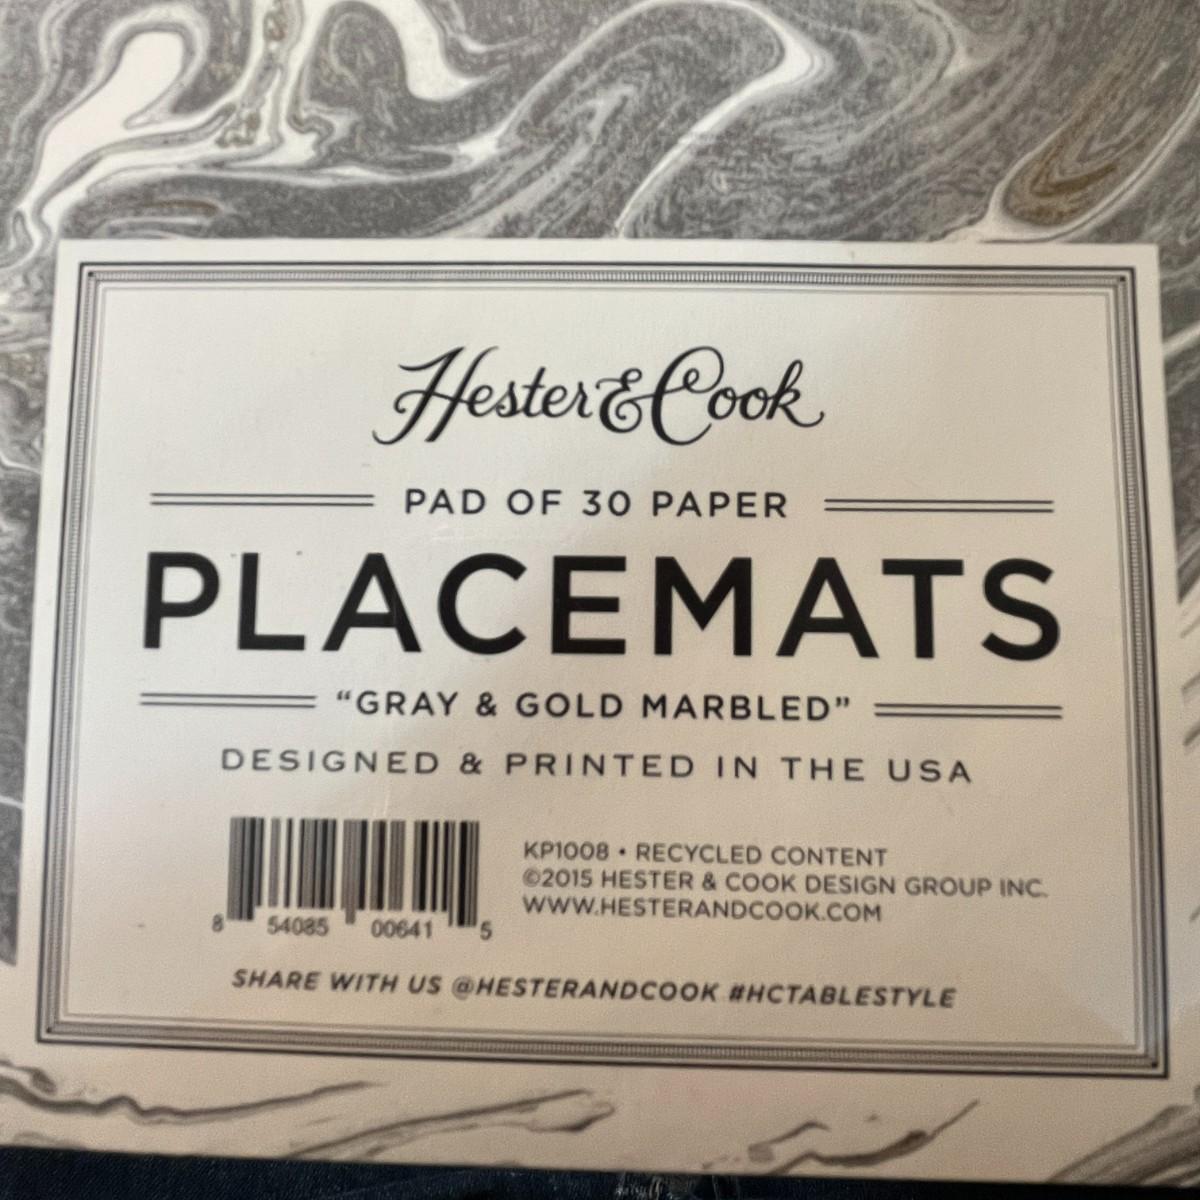 Hester & Cook
PAD OF 30 PAPER
PLACEMATS
“GRAY & GOLD MARBLED”
DESIGNED & PRINTED IN THE USA
KP1008 • RECYCLED CONTENT
©2015 HESTER & COOK DESIGN GROUP INC.
WWW.HESTERANDCOOK.COM
8 54085 00641 5
SHARE WITH US @HESTERANDCOOK #HCTABLESTYLE